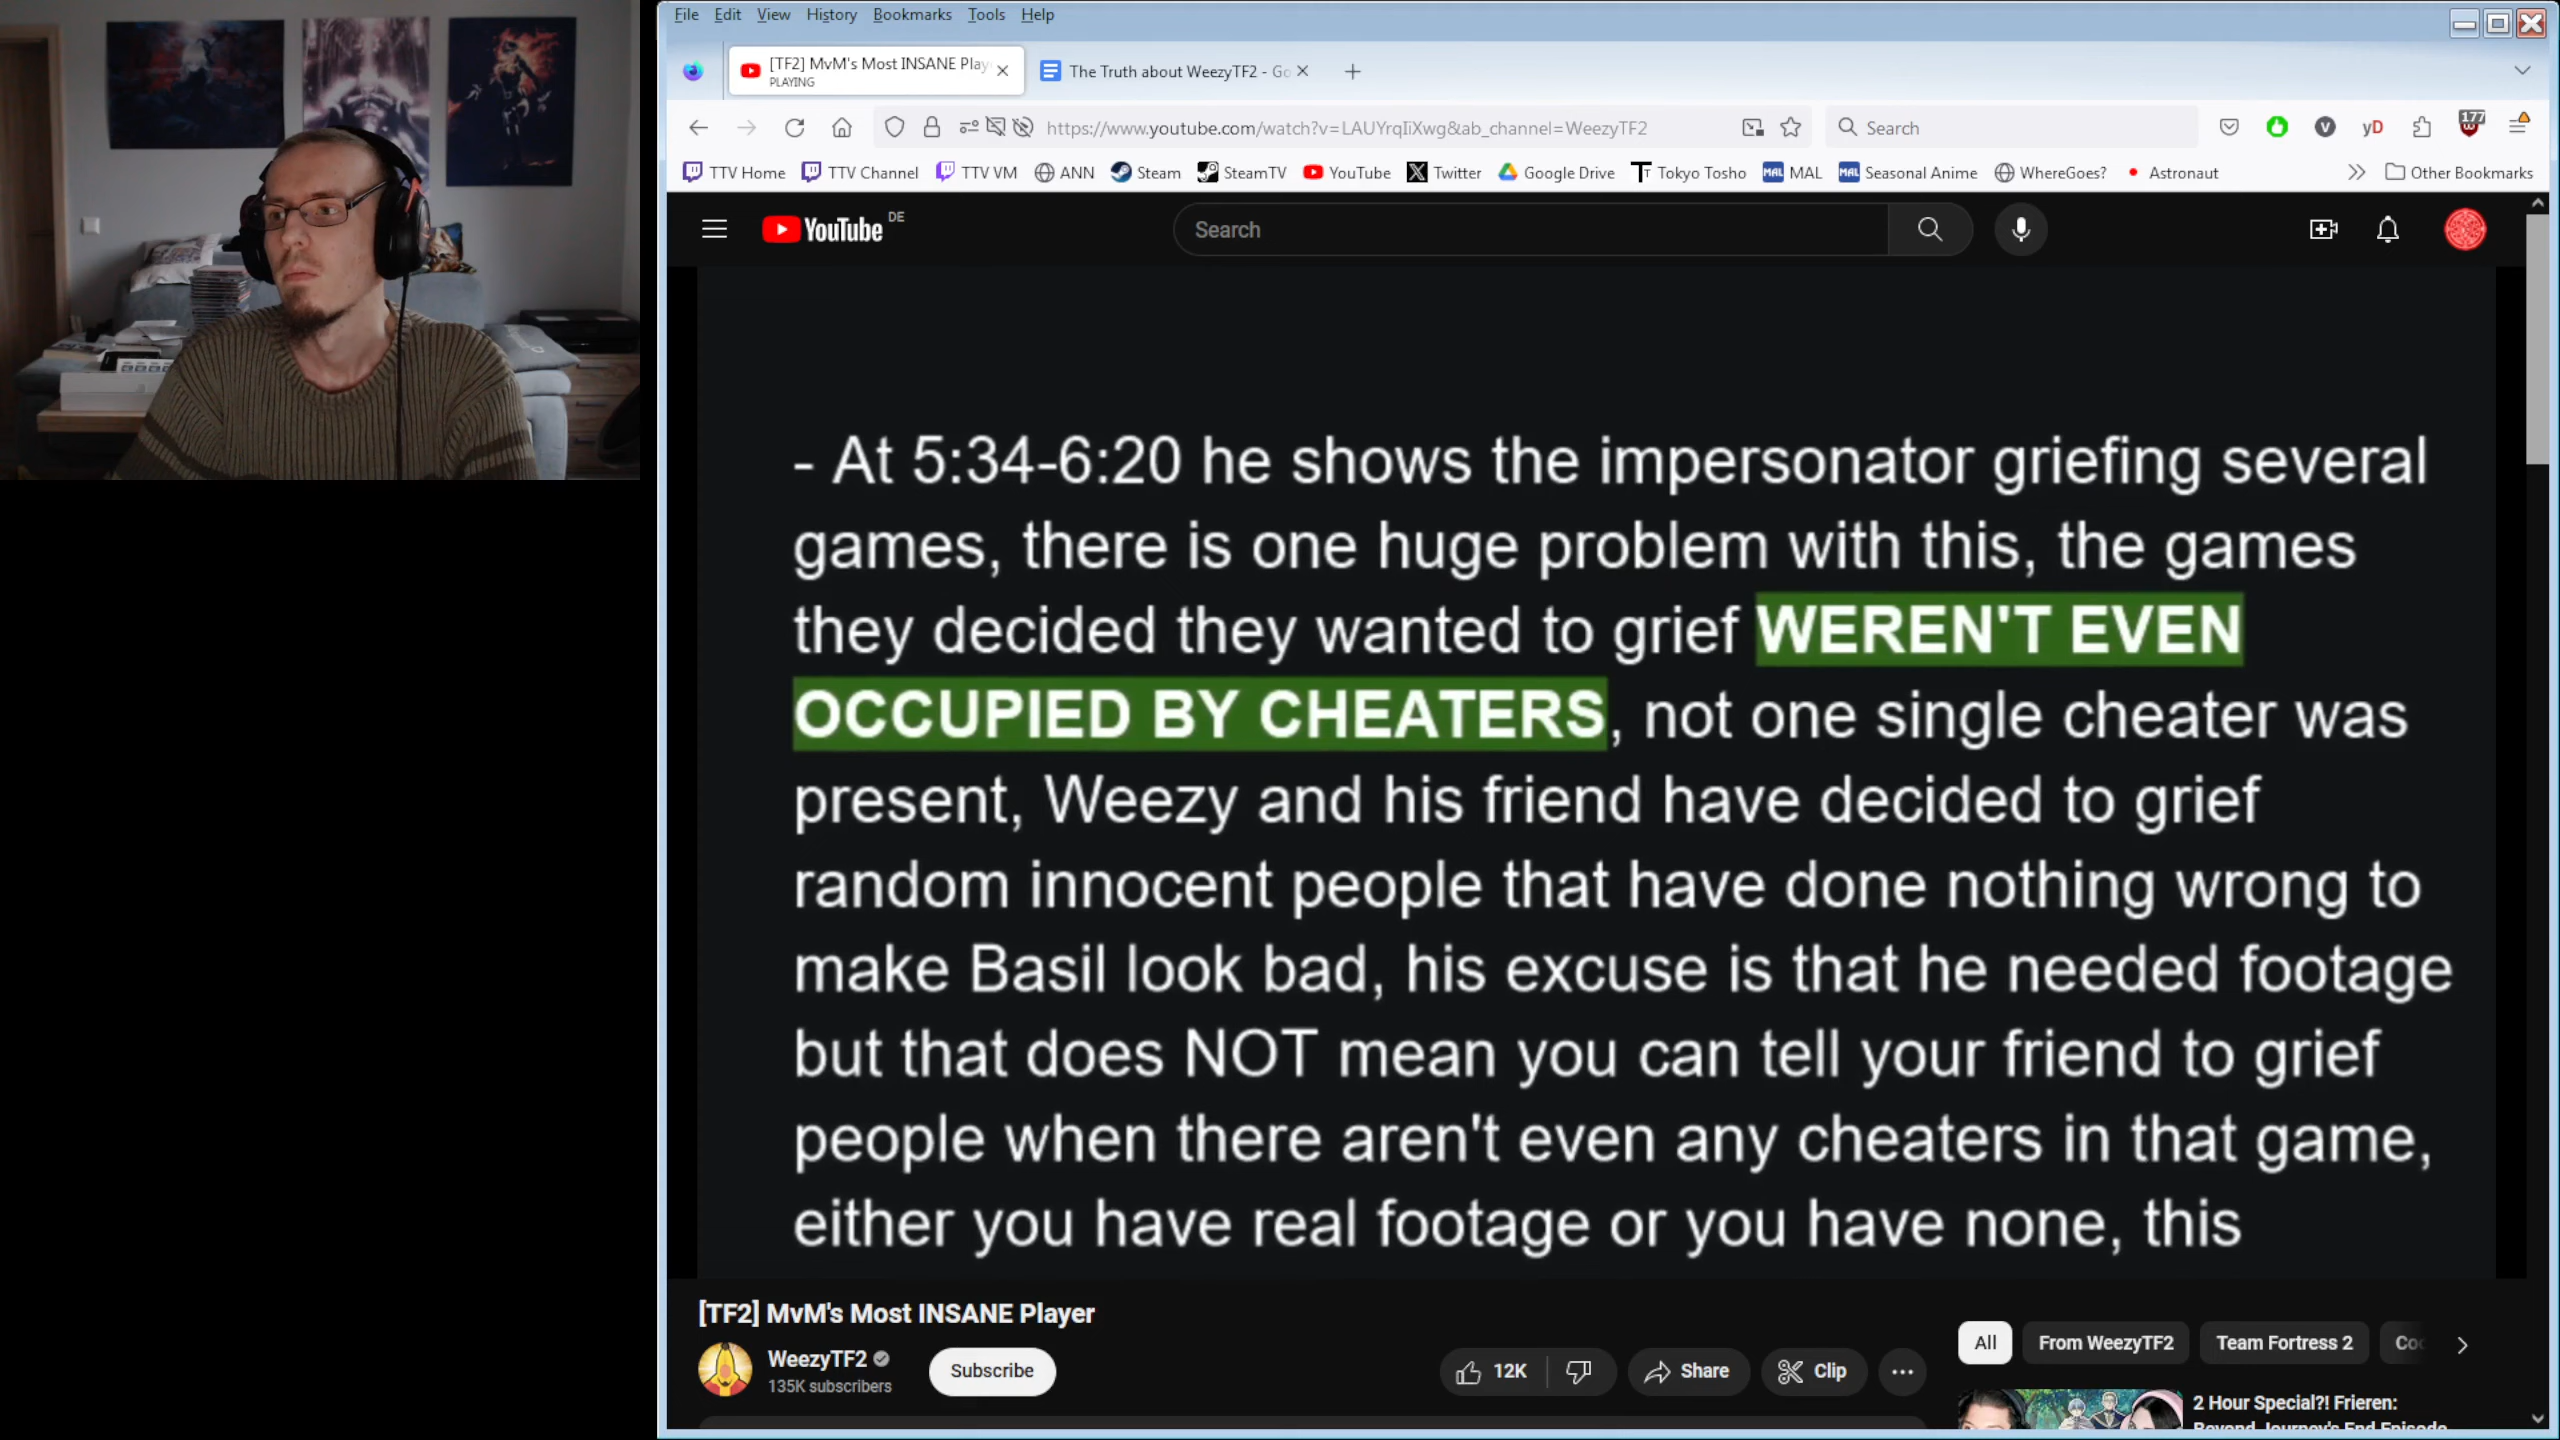 File Edit View History Bookmarks Tools Help
[TF2] MvM's Most INSANE Play
PLAYING
The Truth about WeezyTF2 - Go
https://www.youtube.com/watch?v=LAUYrqIiXwg&ab_channel=WeezyTF2
Search
177
yD
TTV Home TTV Channel TTV VM ANN Steam SteamTV YouTube Twitter Google Drive Tokyo Tosho MAL Seasonal Anime WhereGoes? Astronaut Other Bookmarks
YouTube DE
Search
- At 5:34-6:20 he shows the impersonator griefing several
games, there is one huge problem with this, the games
they decided they wanted to grief WEREN'T EVEN
OCCUPIED BY CHEATERS, not one single cheater was
present, Weezy and his friend have decided to grief
random innocent people that have done nothing wrong to
make Basil look bad, his excuse is that he needed footage
but that does NOT mean you can tell your friend to grief
people when there aren't even any cheaters in that game,
either you have real footage or you have none, this
[TF2] MvM's Most INSANE Player
WeezyTF2
135K subscribers
Subscribe
12K
Share
Clip
All From WeezyTF2 Team Fortress 2
2 Hour Special?! Frieren:
Beyond Journey's End Episode